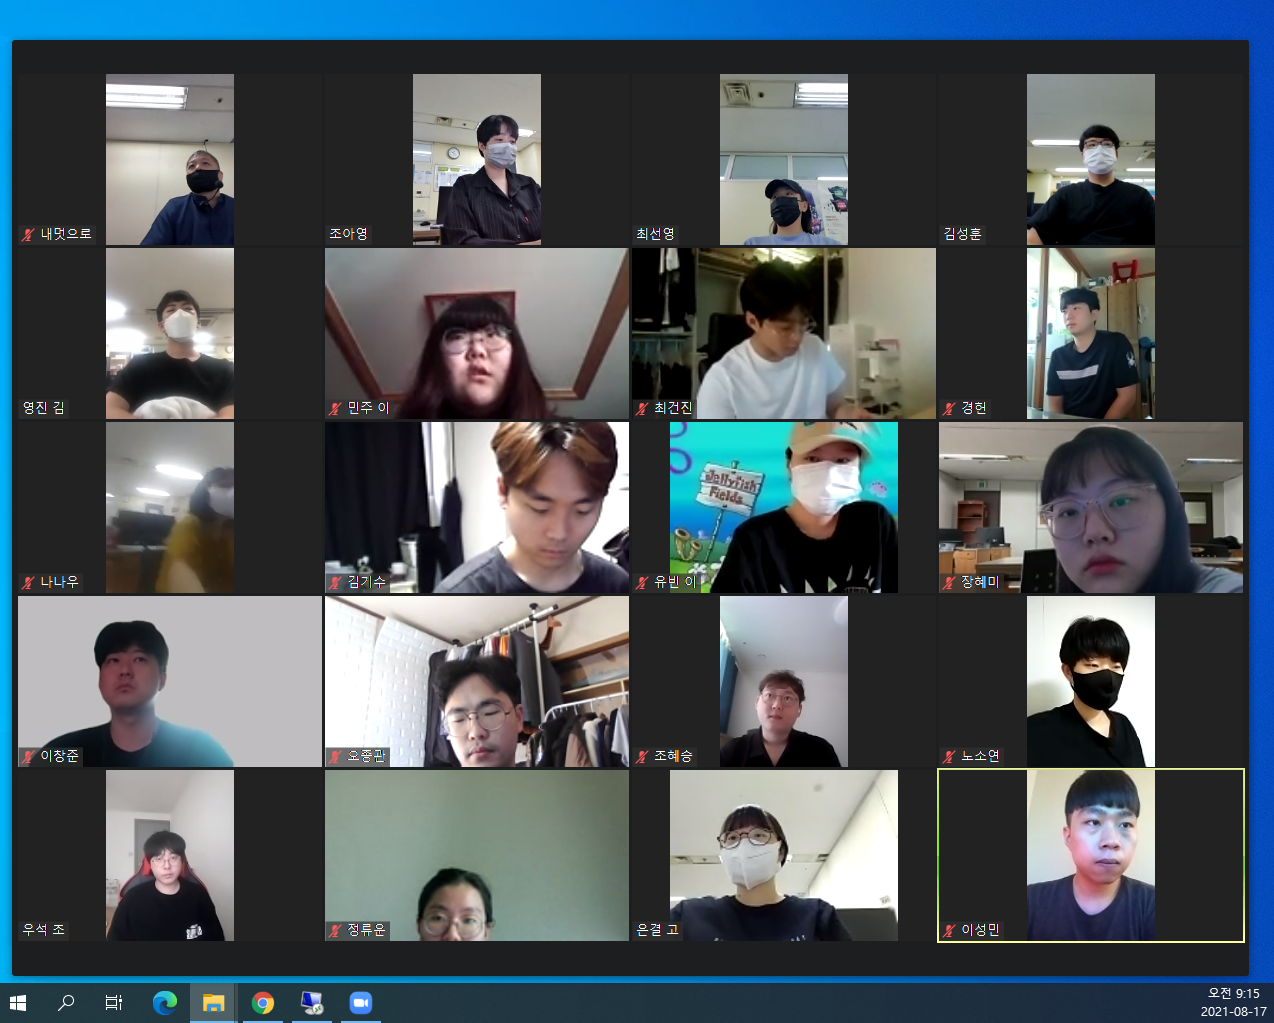 내멋으로
조아영
최선영
김성훈
영진 김
민주 이
최건진
경헌
나나우
김기수
Jellyfish
Fields
유빈 이
장혜미
이창준
오종관
조혜승
노소연
우석 조
정류운
은결 고
이성민
오전 9:15
2021-08-17